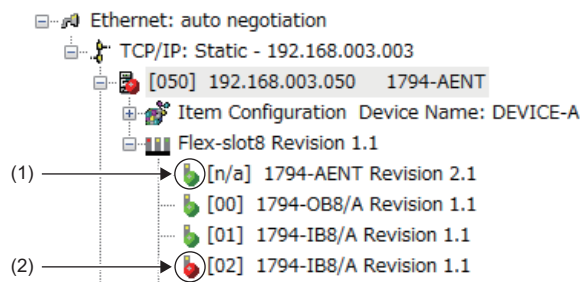 Ethernet: auto negotiation
TCP/IP: Static - 192.168.003.003
[050] 192.168.003.050 1794-AENT
Item Configuration Device Name: DEVICE-A
Flex-slot8 Revision 1.1
(1) [n/a] 1794-AENT Revision 2.1
[00] 1794-OB8/A Revision 1.1
[01] 1794-IB8/A Revision 1.1
(2) [02] 1794-IB8/A Revision 1.1